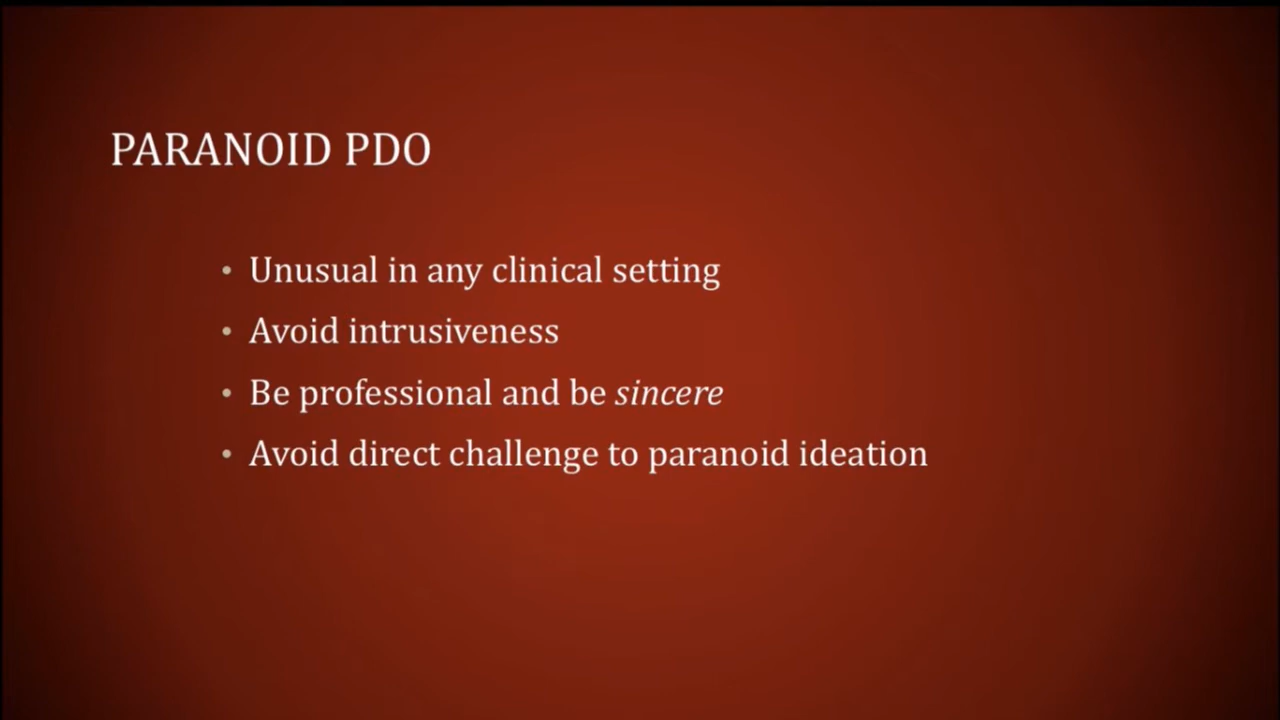 PARANOID PDO
• Unusual in any clinical setting
• Avoid intrusiveness
• Be professional and be sincere
• Avoid direct challenge to paranoid ideation